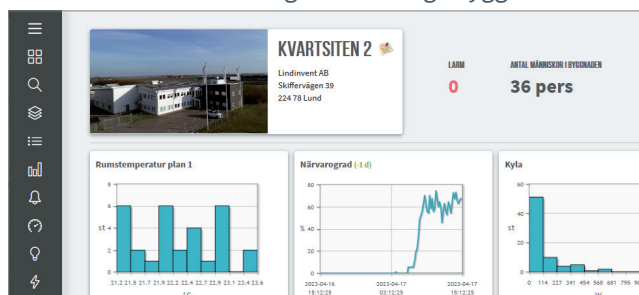 KVARTSITEN 2
Lindinvent AB
Skiffervägen 39
224 78 Lund
LARM
0
ANTAL MÄNNISKOR I BYGGNADEN
36 pers
Rumstemperatur plan 1
8
6
st 4
2
0
21.2 21.5 21.7 21.9 22.2 22.4 22.7 22.9 23.1 23.4 23.6
Närvarograd (-1 d)
80
60
40
20
0
2023-04-16 2023-04-17 2023-04-17
15:12:25 03:12:25 15:12:25
Kyla
60
40
st
20
0
0 114 227 341 454 568 681 795